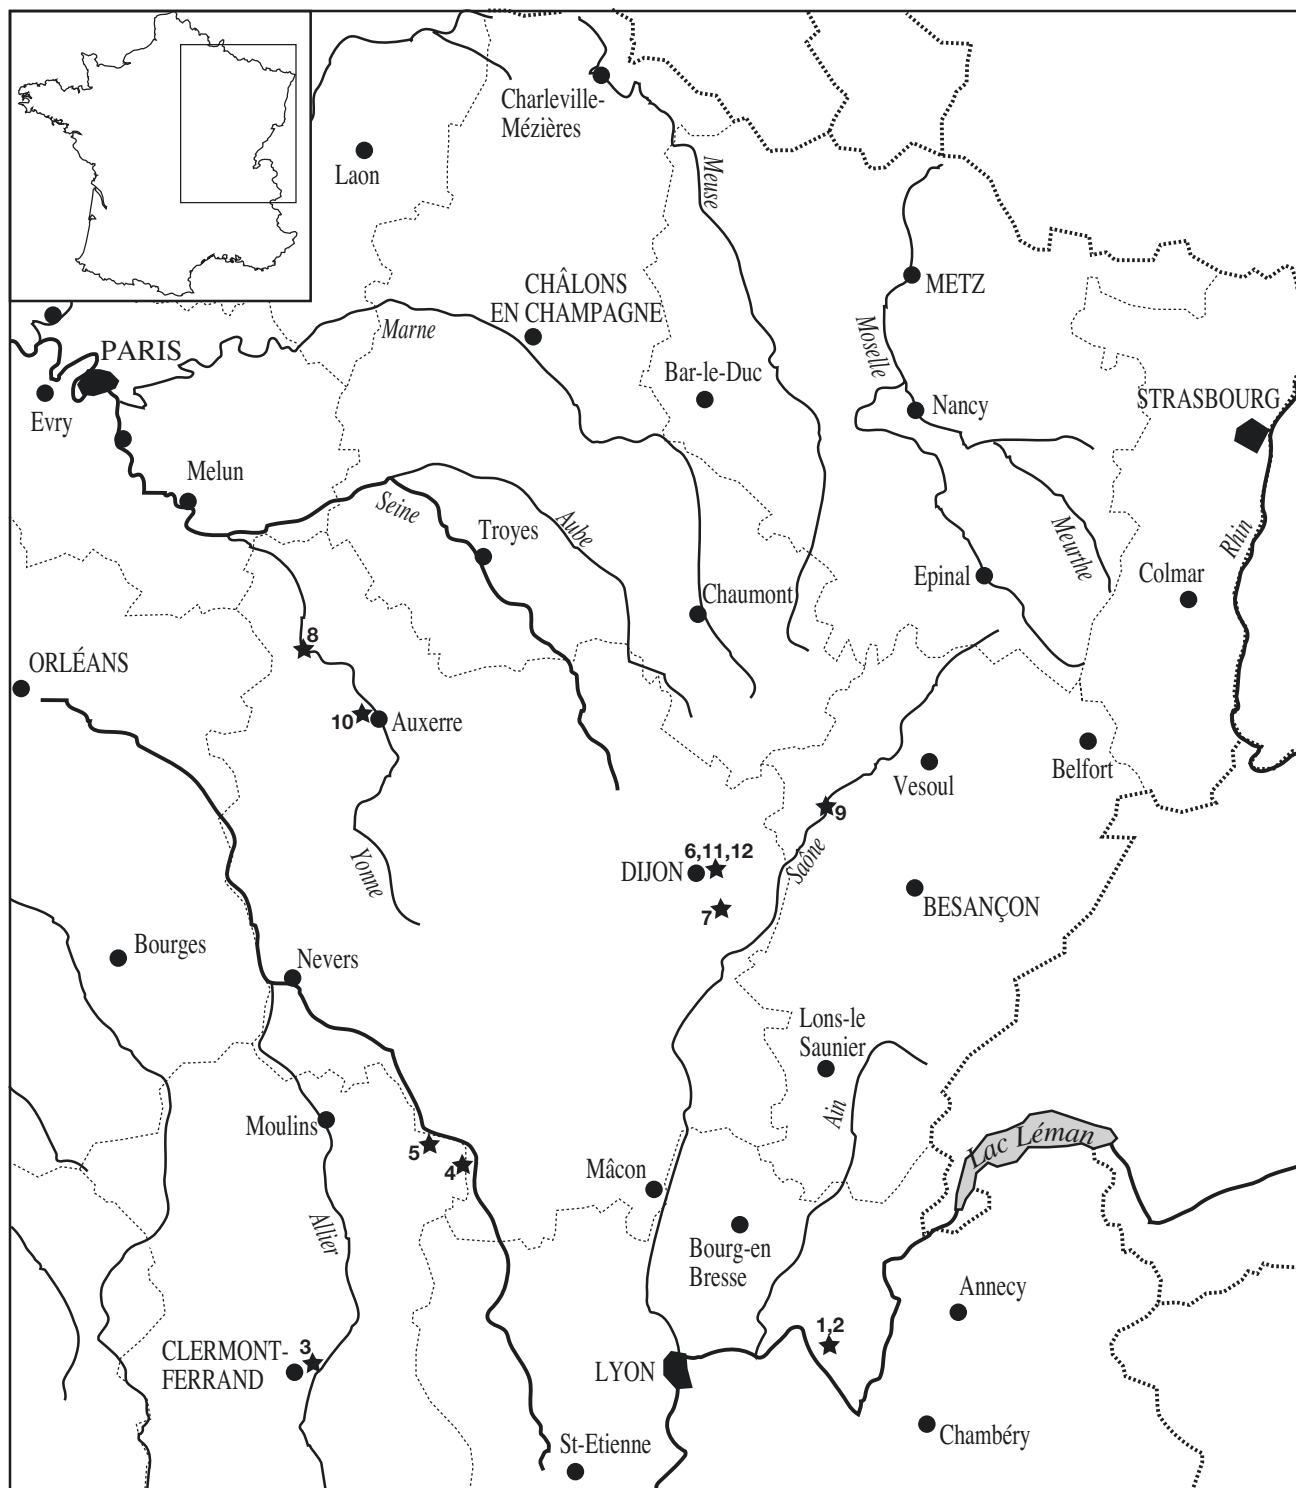 Charleville-
Mézières
Laon
Meuse
CHÂLONS
EN CHAMPAGNE
METZ
Marne
Moselle
PARIS
Bar-le-Duc
Evry
Nancy
STRASBOURG
Melun
Seine
Troyes
Aube
Meurthe
Rhin
Epinal
Colmar
Chaumont
8
ORLÉANS
10
Auxerre
Belfort
Vesoul
9
Yonne
6,11,12
DIJON
Saône
7
BESANÇON
Bourges
Nevers
Lons-le
Saunier
Moulins
Ain
Lac Léman
5
4
Mâcon
Allier
Bourg-en
Bresse
Annecy
1,2
CLERMONT-
FERRAND
3
LYON
Chambéry
St-Etienne